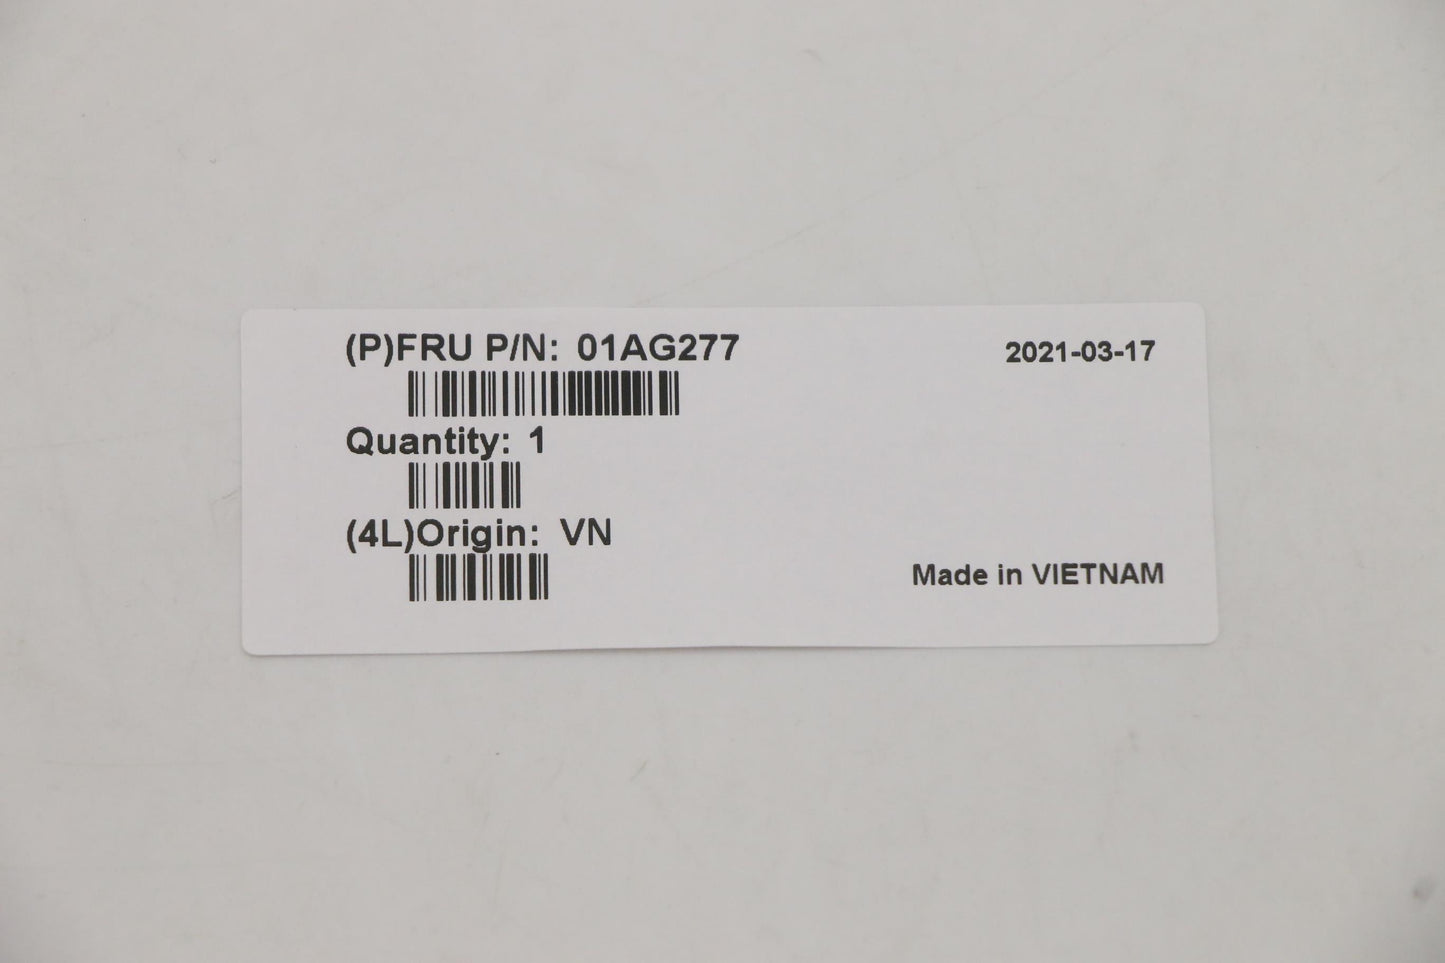 (P)FRU P/N: 01AG277
2021-03-17
Quantity: 1
(4L)Origin: VN
Made in VIETNAM